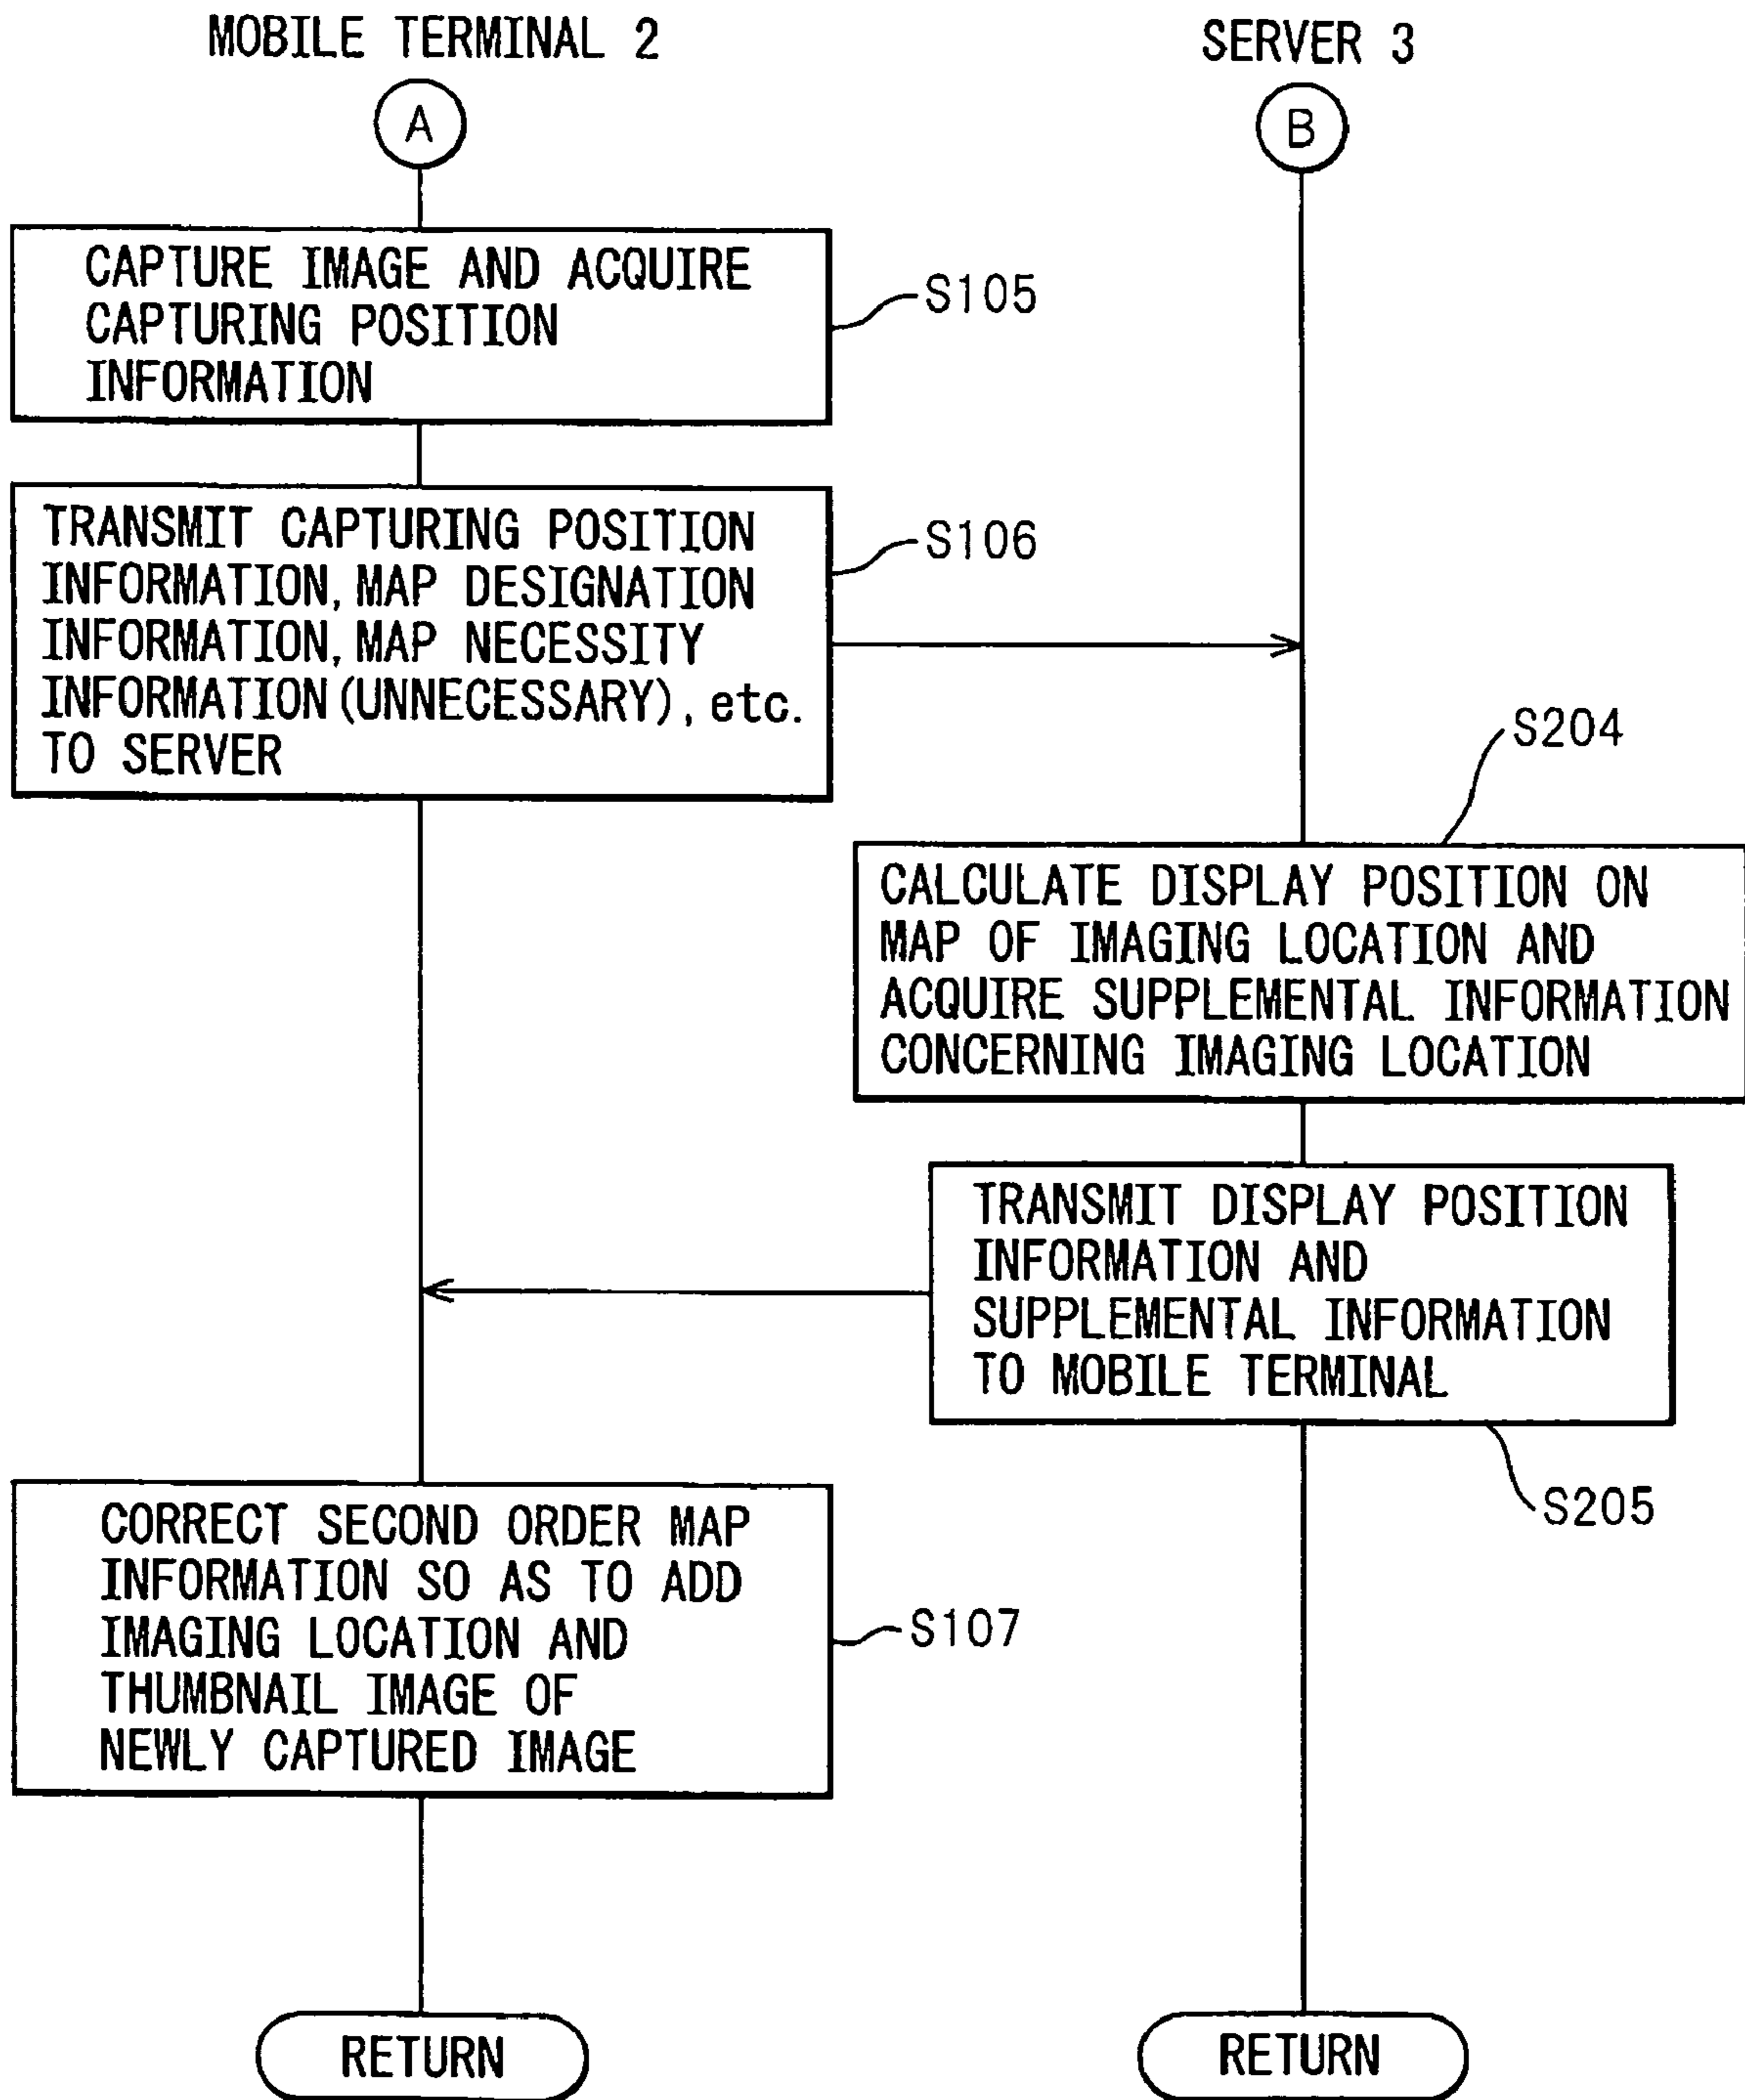 MOBILE TERMINAL 2
SERVER 3
A
B
CAPTURE IMAGE AND ACQUIRE
CAPTURING POSITION
INFORMATION
S105
TRANSMIT CAPTURING POSITION
INFORMATION, MAP DESIGNATION
INFORMATION, MAP NECESSITY
INFORMATION (UNNECESSARY), etc.
TO SERVER
S106
S204
CALCULATE DISPLAY POSITION ON
MAP OF IMAGING LOCATION AND
ACQUIRE SUPPLEMENTAL INFORMATION
CONCERNING IMAGING LOCATION
TRANSMIT DISPLAY POSITION
INFORMATION AND
SUPPLEMENTAL INFORMATION
TO MOBILE TERMINAL
S205
CORRECT SECOND ORDER MAP
INFORMATION SO AS TO ADD
IMAGING LOCATION AND
THUMBNAIL IMAGE OF
NEWLY CAPTURED IMAGE
S107
RETURN
RETURN